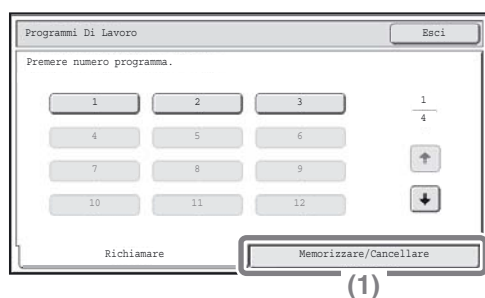 Programmi Di Lavoro
Esci
Premere numero programma.
1 2 3
1
4
4 5 6
7 8 9
10 11 12
Richiamare
Memorizzare/Cancellare
(1)